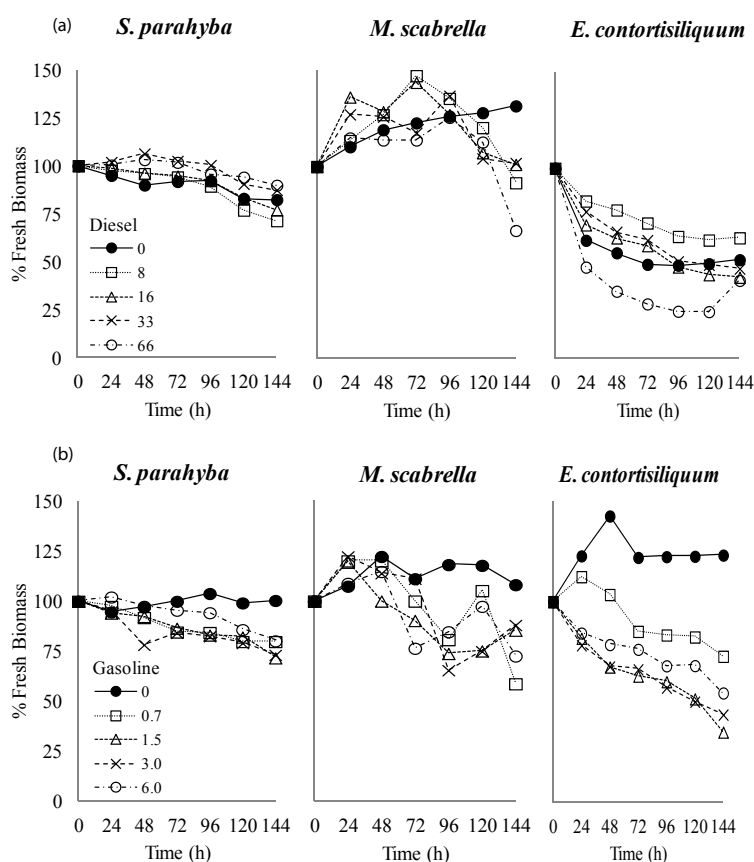 (a)
S. parahyba M. scabrella E. contortisiliquum
150
125
100
75
50
25
0
% Fresh Biomass
Diesel
0
8
16
33
66
0 24 48 72 96 120 144 0 24 48 72 96 120 144 0 24 48 72 96 120 144
Time (h) Time (h) Time (h)
(b)
S. parahyba M. scabrella E. contortisiliquum
150
125
100
75
50
25
0
% Fresh Biomass
Gasoline
0
0.7
1.5
3.0
6.0
0 24 48 72 96 120 144 0 24 48 72 96 120 144 0 24 48 72 96 120 144
Time (h) Time (h) Time (h)